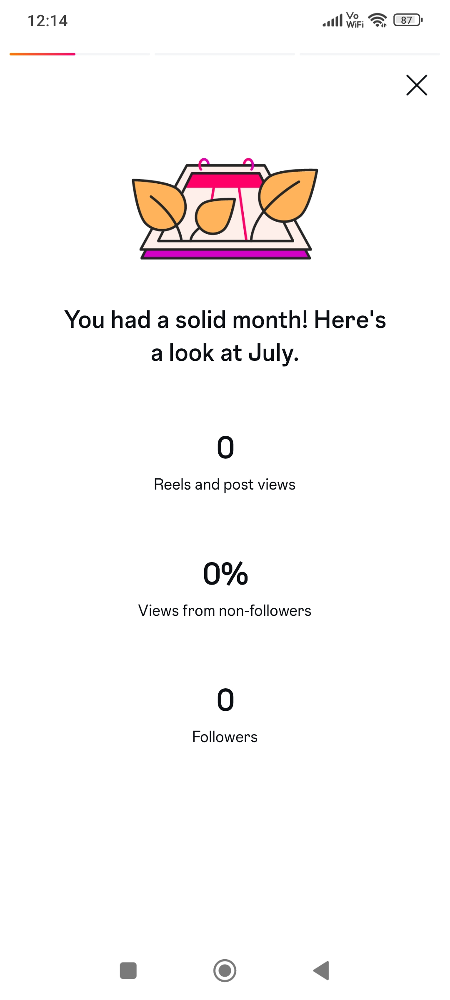 12:14
Vo
WiFi
87
You had a solid month! Here's
a look at July.
0
Reels and post views
0%
Views from non-followers
0
Followers